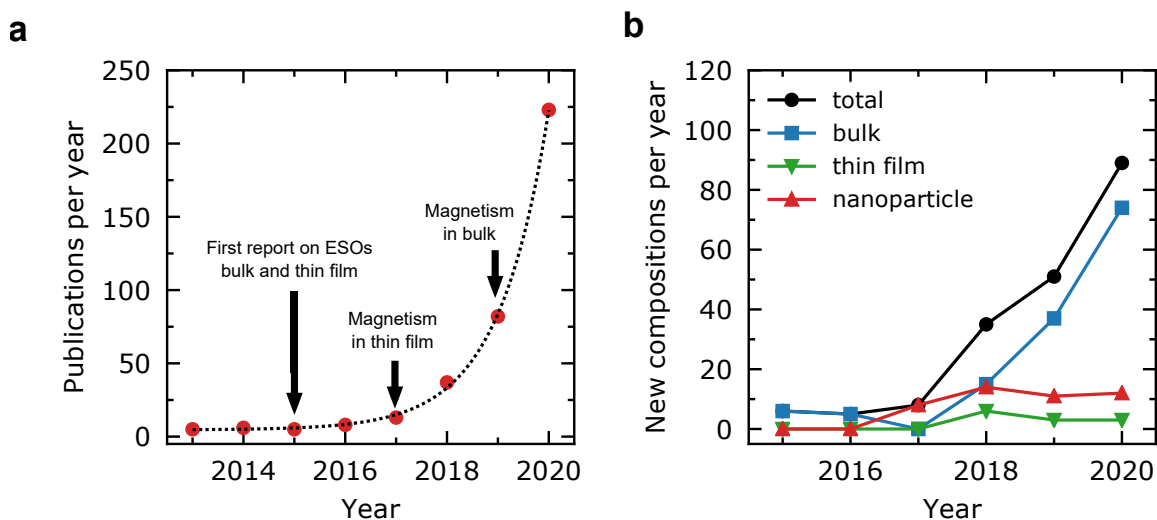 a
250
200
150
100
50
0
Publications per year
First report on ESOs
bulk and thin film
Magnetism
in thin film
Magnetism
in bulk
2014 2016 2018 2020
Year
b
120
100
80
60
40
20
0
New compositions per year
total
bulk
thin film
nanoparticle
2016 2018 2020
Year